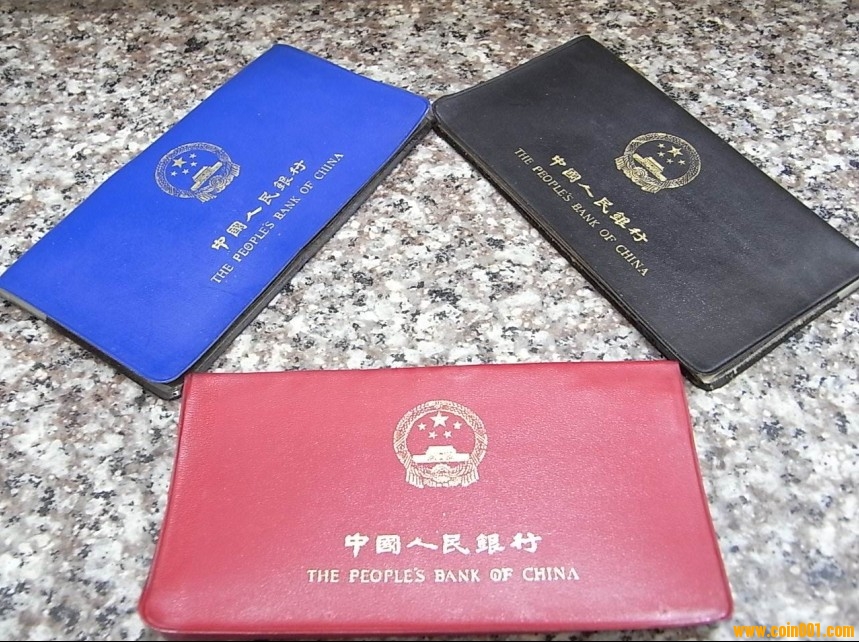 中國人民銀行
THE PEOPLE'S BANK OF CHINA
中國人民銀行
THE PEOPLE'S BANK OF CHINA
中國人民銀行
THE PEOPLE'S BANK OF CHINA
www.coin001.com